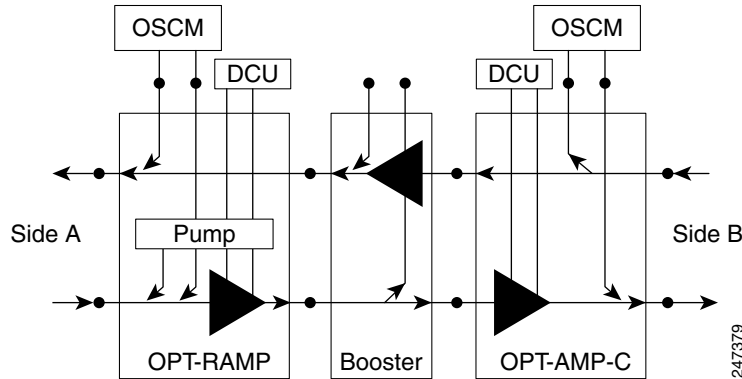 OSCM
OSCM
DCU
DCU
Side A
Pump
Side B
OPT-RAMP
Booster
OPT-AMP-C
247379